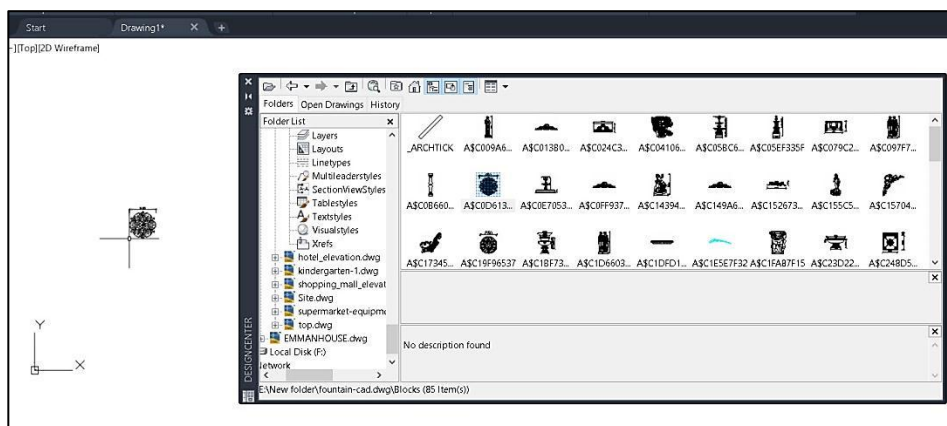 Start Drawing1*
-][Top][2D Wireframe]
Folders Open Drawings History
Folder List
Layers
Layouts
Linetypes
Multileaderstyles
SectionViewStyles
Tablestyles
Textstyles
Visualstyles
Xrefs
hotel_elevation.dwg
kindergarten-1.dwg
shopping_mall_elevat
Site.dwg
supermarket-equipme
top.dwg
EMMANHOUSE.dwg
Local Disk (F:)
Network
_ARCHTICK A$C009A6... A$C013B0... A$C024C3... A$C04106... A$C05BC6... A$C05EF335F A$C079C2... A$C097F7...
A$C0B660... A$C0D613... A$C0E7053... A$C0FF937... A$C14394... A$C149A6... A$C152673... A$C155C5... A$C15704...
A$C17345... A$C19F96537 A$C1BF73... A$C1D6603... A$C1DFD1... A$C1E5E7F32 A$C1FAB7F15 A$C23D22... A$C248D5...
No description found
E:\New folder\fountain-cad.dwg\Blocks (85 Item(s))
DESIGNCENTER
Y
X